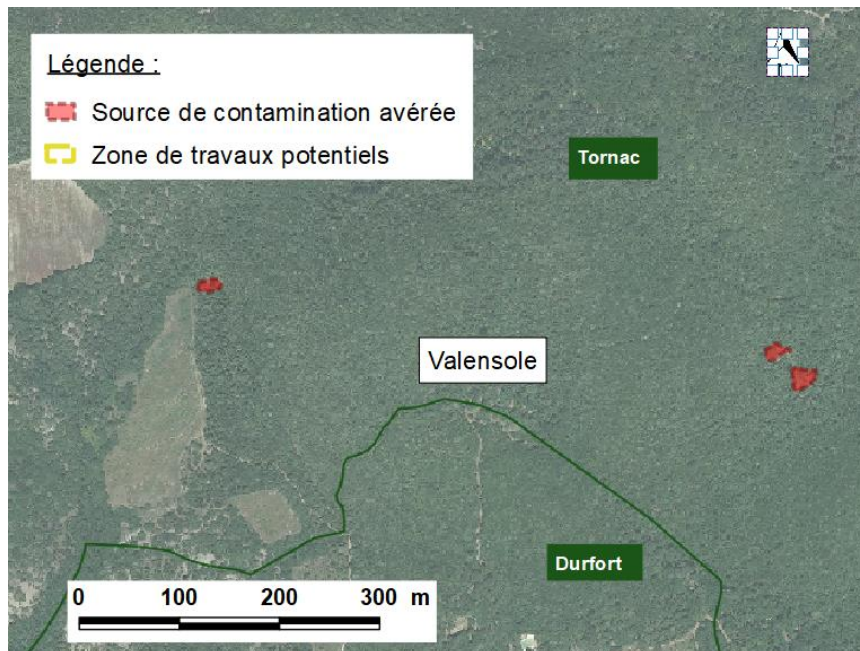 Légende :
Source de contamination avérée
Zone de travaux potentiels
Tornac
Valensole
Durfort
0 100 200 300 m